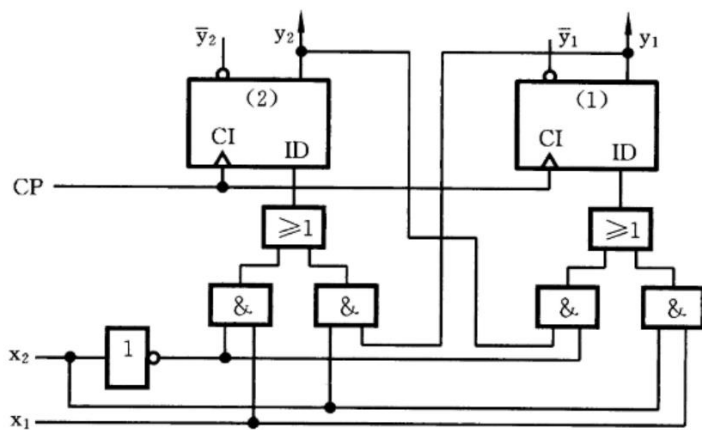 ȳ₂ y₂ ȳ₁ y₁
(2) (1)
CI ID CI ID
CP
≥1 ≥1
& & & &
x₂ 1
x₁